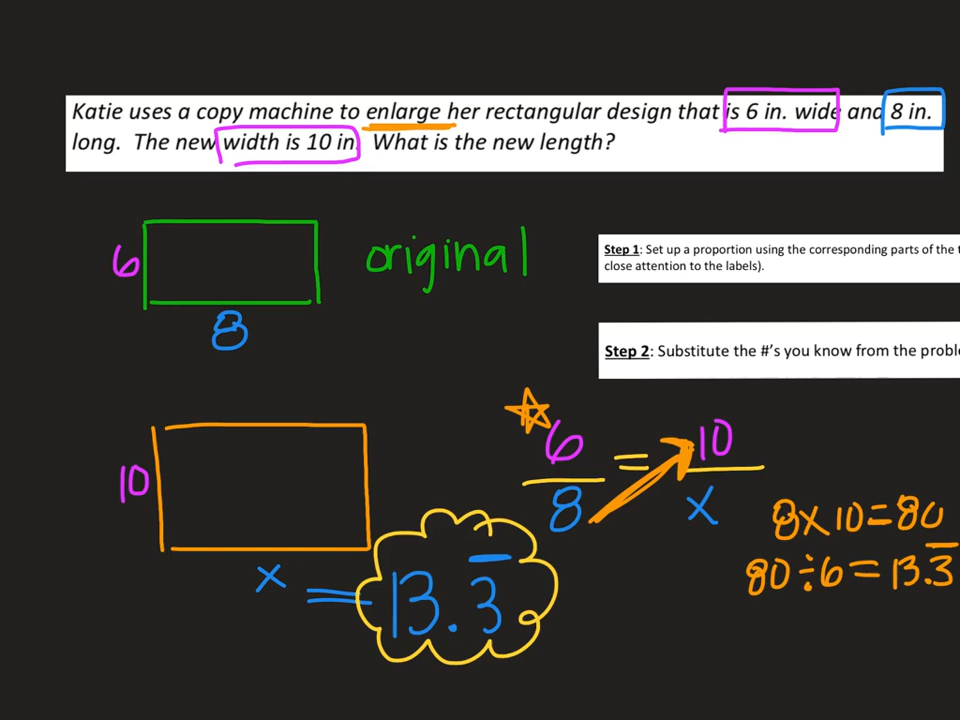 Katie uses a copy machine to enlarge her rectangular design that is 6 in. wide and 8 in.
long. The new width is 10 in. What is the new length?
6
original
8
Step 1: Set up a proportion using the corresponding parts of the
close attention to the labels).
Step 2: Substitute the #'s you know from the
6/8 = 10/x
10
x = 13.3̅
8x10=80
80÷6=13.3̅